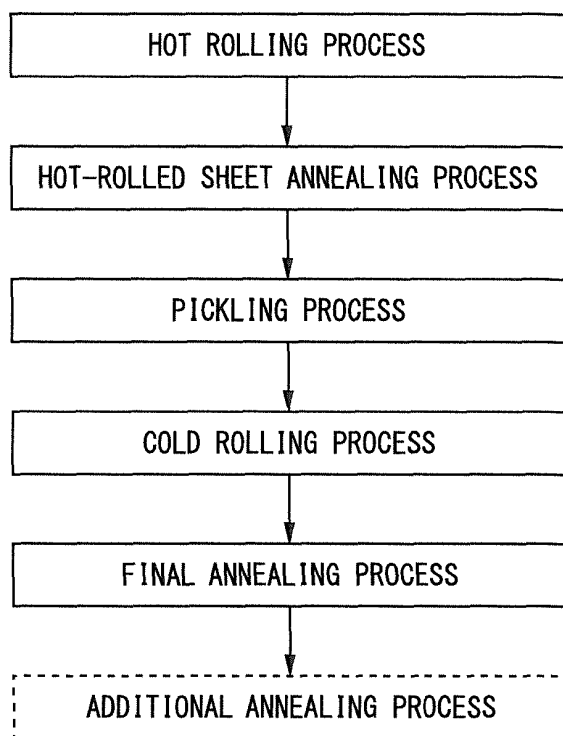 HOT ROLLING PROCESS
HOT-ROLLED SHEET ANNEALING PROCESS
PICKLING PROCESS
COLD ROLLING PROCESS
FINAL ANNEALING PROCESS
ADDITIONAL ANNEALING PROCESS